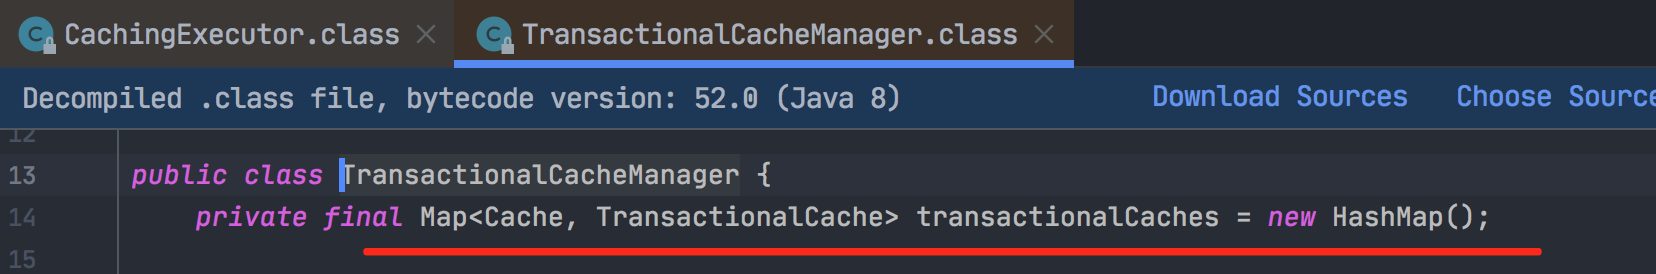 CachingExecutor.class TransactionalCacheManager.class
Decompiled .class file, bytecode version: 52.0 (Java 8) Download Sources Choose Source
12
13 public class TransactionalCacheManager {
14 private final Map<Cache, TransactionalCache> transactionalCaches = new HashMap();
15